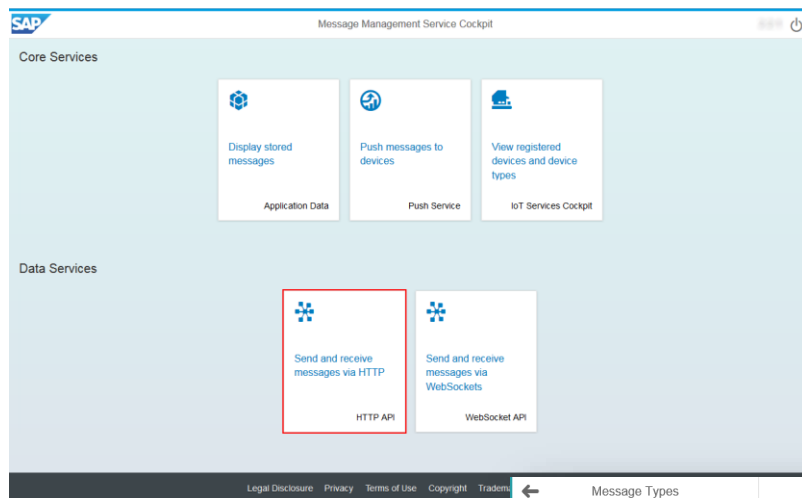 SAP
Message Management Service Cockpit
Core Services
Display stored
messages
Application Data
Push messages to
devices
Push Service
View registered
devices and device
types
IoT Services Cockpit
Data Services
Send and receive
messages via HTTP
HTTP API
Send and receive
messages via
WebSockets
WebSocket API
Legal Disclosure Privacy Terms of Use Copyright
Message Types